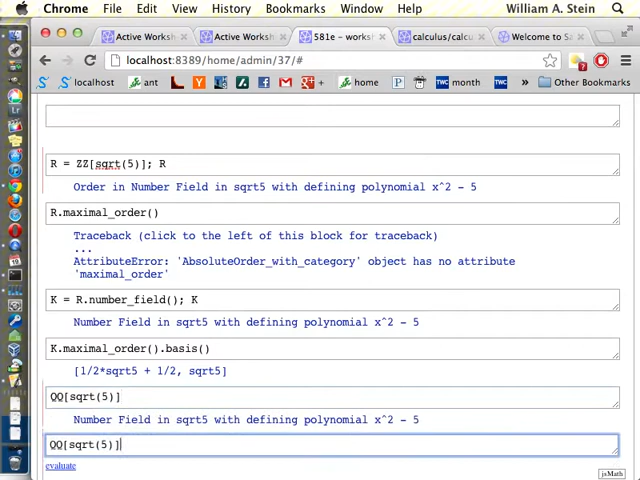 Chrome File Edit View History Bookmarks Window Help William A. Stein
Active Worksh 581e – worksh calculus/calcu Welcome to Sa
localhost:8389/home/admin/37/#
localhost ant home month Other Bookmarks
R = ZZ[sqrt(5)]; R
Order in Number Field in sqrt5 with defining polynomial x^2 - 5
R.maximal_order()
Traceback (click to the left of this block for traceback)
...
AttributeError: 'AbsoluteOrder_with_category' object has no attribute
'maximal_order'
K = R.number_field(); K
Number Field in sqrt5 with defining polynomial x^2 - 5
K.maximal_order().basis()
[1/2*sqrt5 + 1/2, sqrt5]
QQ[sqrt(5)]
Number Field in sqrt5 with defining polynomial x^2 - 5
QQ[sqrt(5)]
evaluate
jsMath